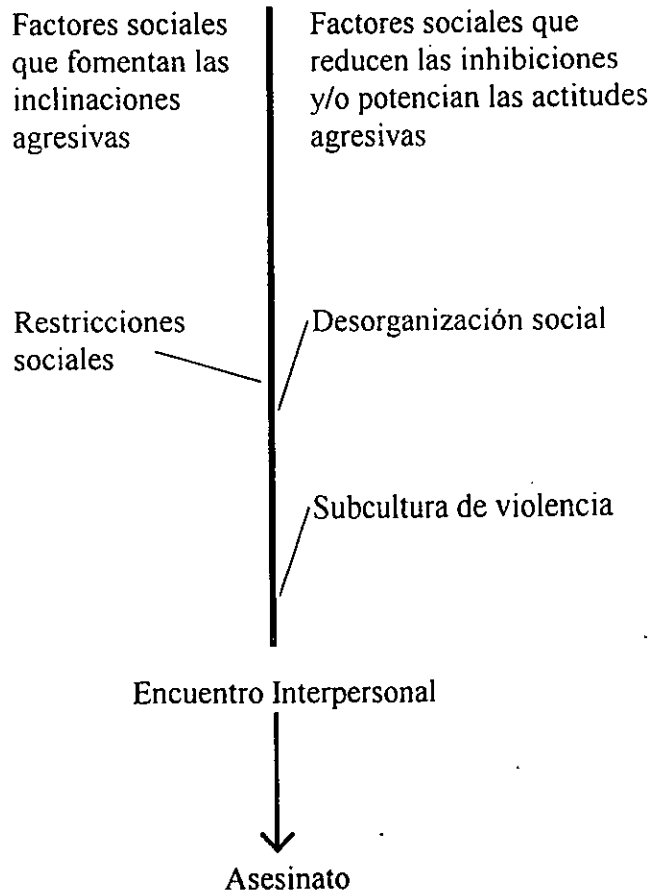 Factores sociales
que fomentan las
inclinaciones
agresivas
Factores sociales que
reducen las inhibiciones
y/o potencian las actitudes
agresivas
Restricciones
sociales
Desorganización social
Subcultura de violencia
Encuentro Interpersonal
Asesinato